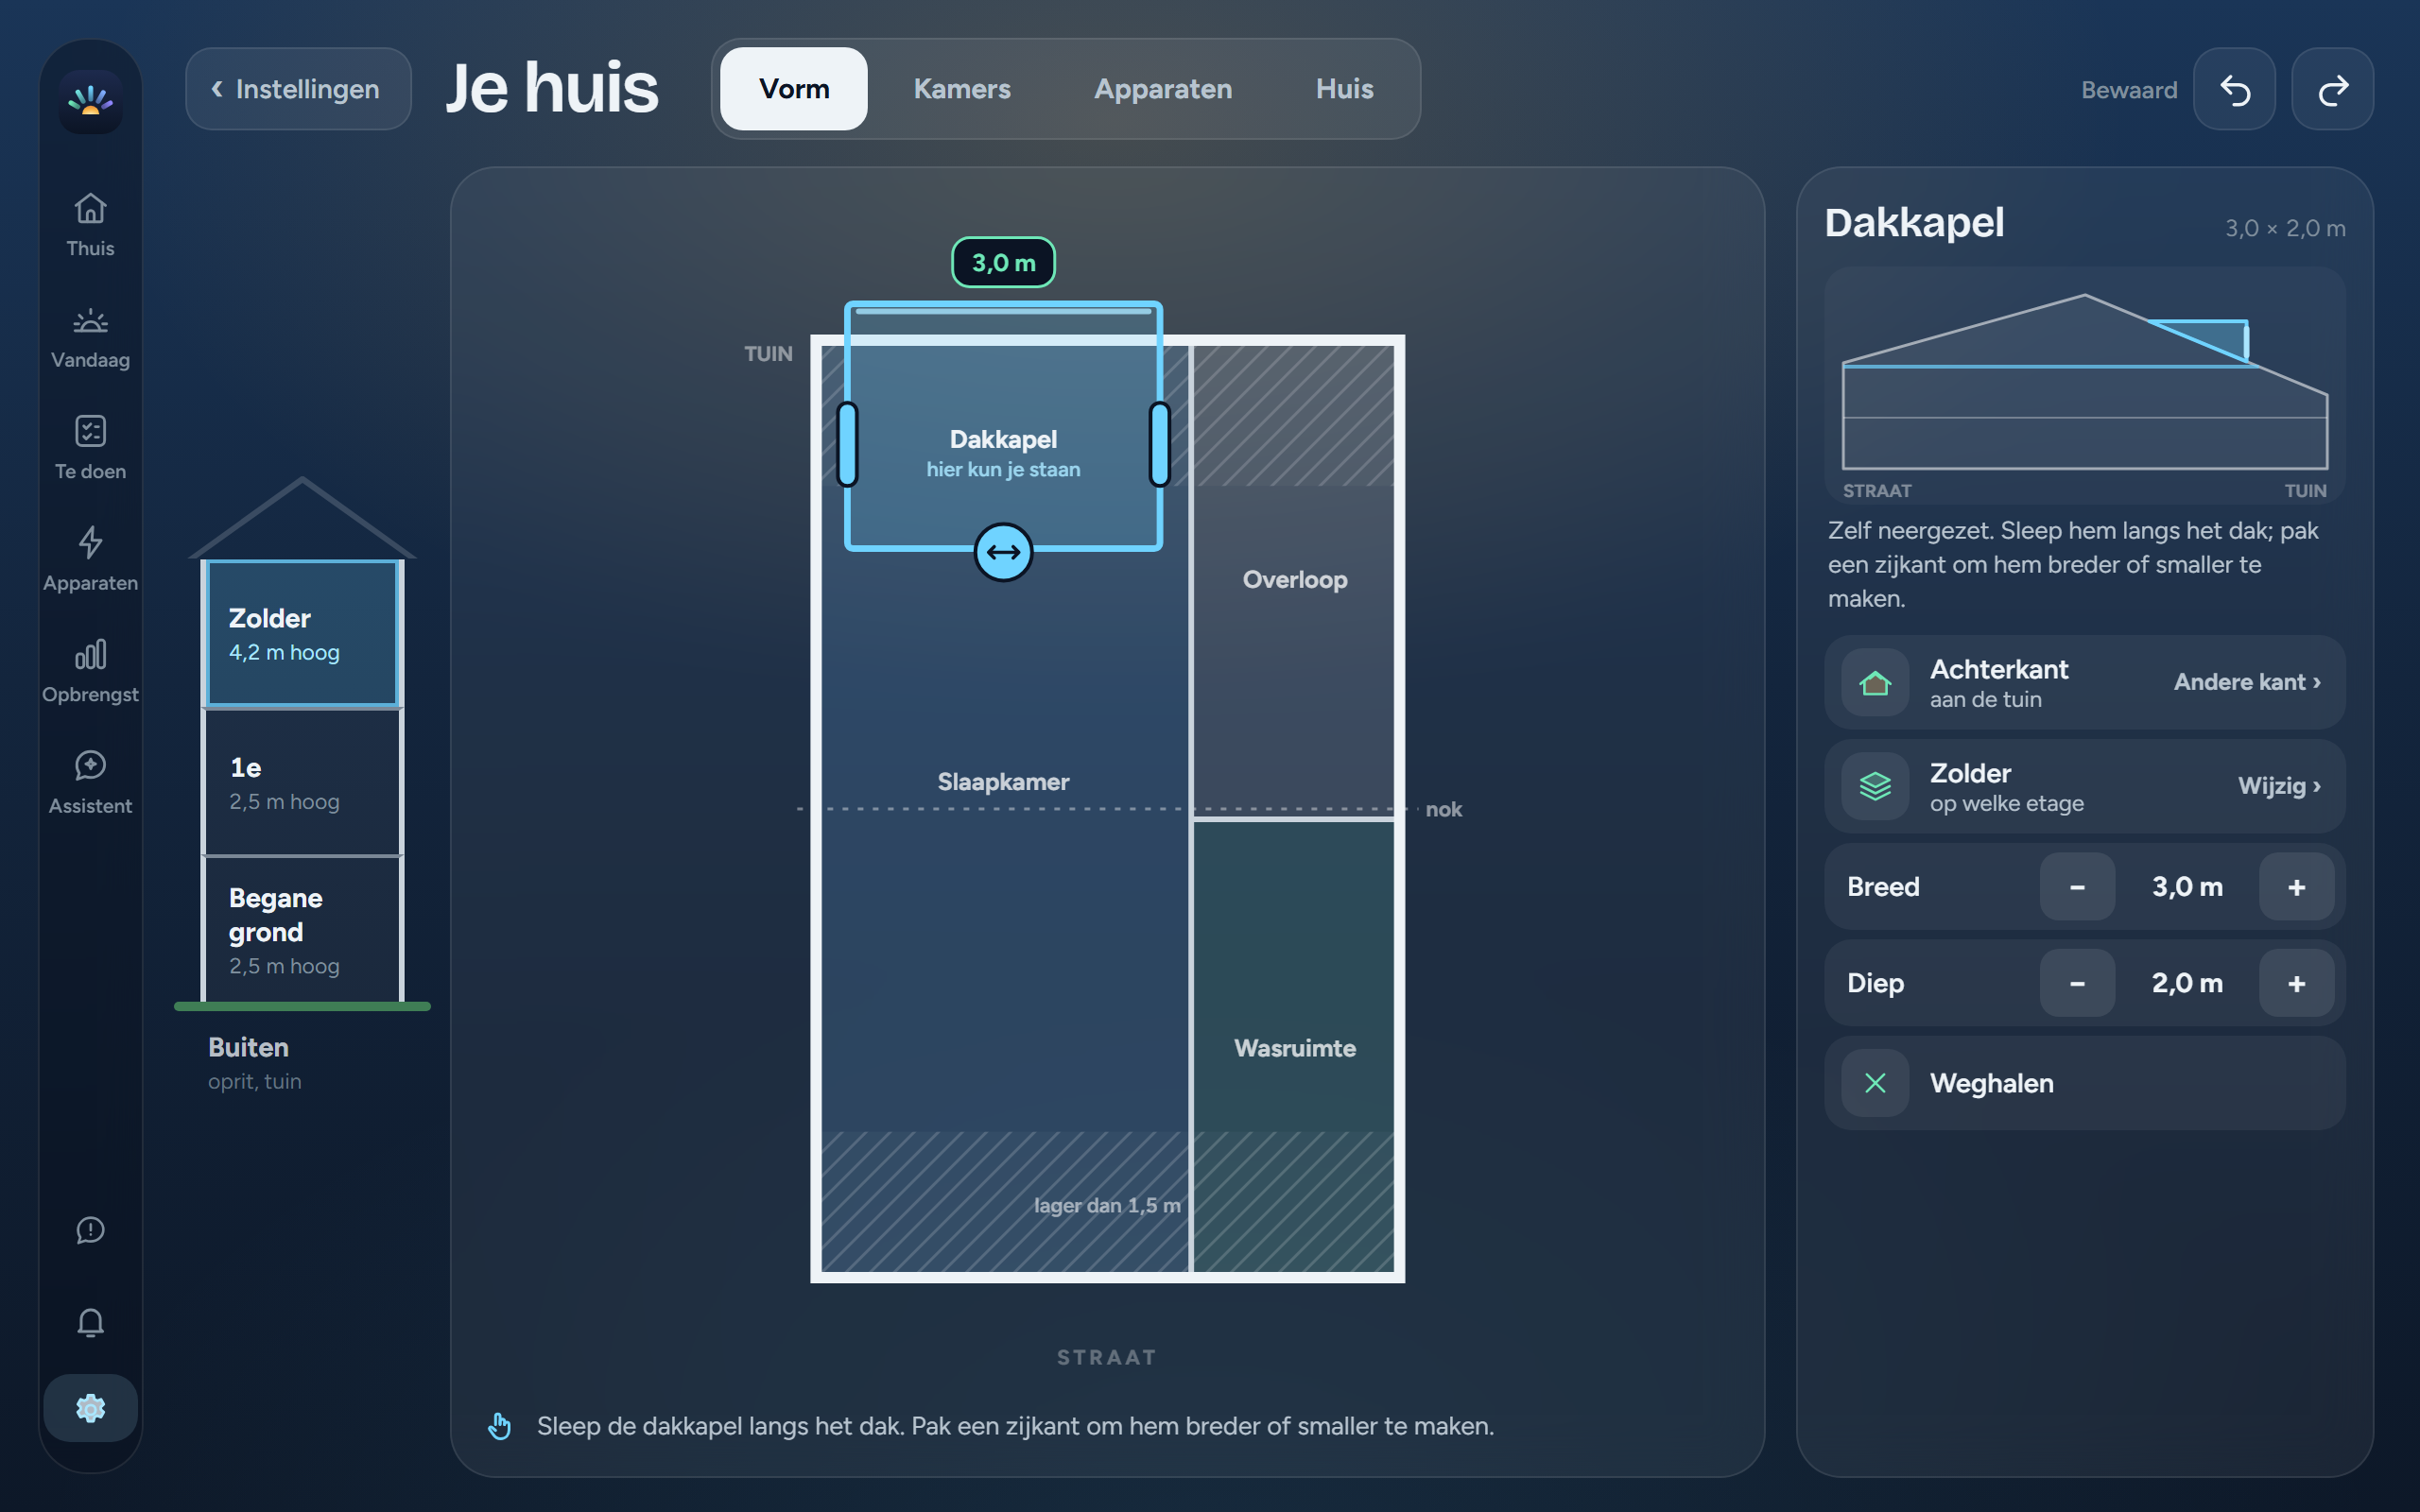 ‹ Instellingen
Je huis
Vorm
Kamers
Apparaten
Huis
Bewaard
Thuis
Vandaag
Te doen
Apparaten
Opbrengst
Assistent
Zolder
4,2 m hoog
1e
2,5 m hoog
Begane
grond
2,5 m hoog
Buiten
oprit, tuin
3,0 m
TUIN
Dakkapel
hier kun je staan
Overloop
Slaapkamer
nok
Wasruimte
lager dan 1,5 m
STRAAT
Sleep de dakkapel langs het dak. Pak een zijkant om hem breder of smaller te maken.
Dakkapel
3,0 × 2,0 m
STRAAT
TUIN
Zelf neergezet. Sleep hem langs het dak; pak
een zijkant om hem breder of smaller te
maken.
Achterkant
aan de tuin
Andere kant ›
Zolder
op welke etage
Wijzig ›
Breed
− 3,0 m +
Diep
− 2,0 m +
Weghalen